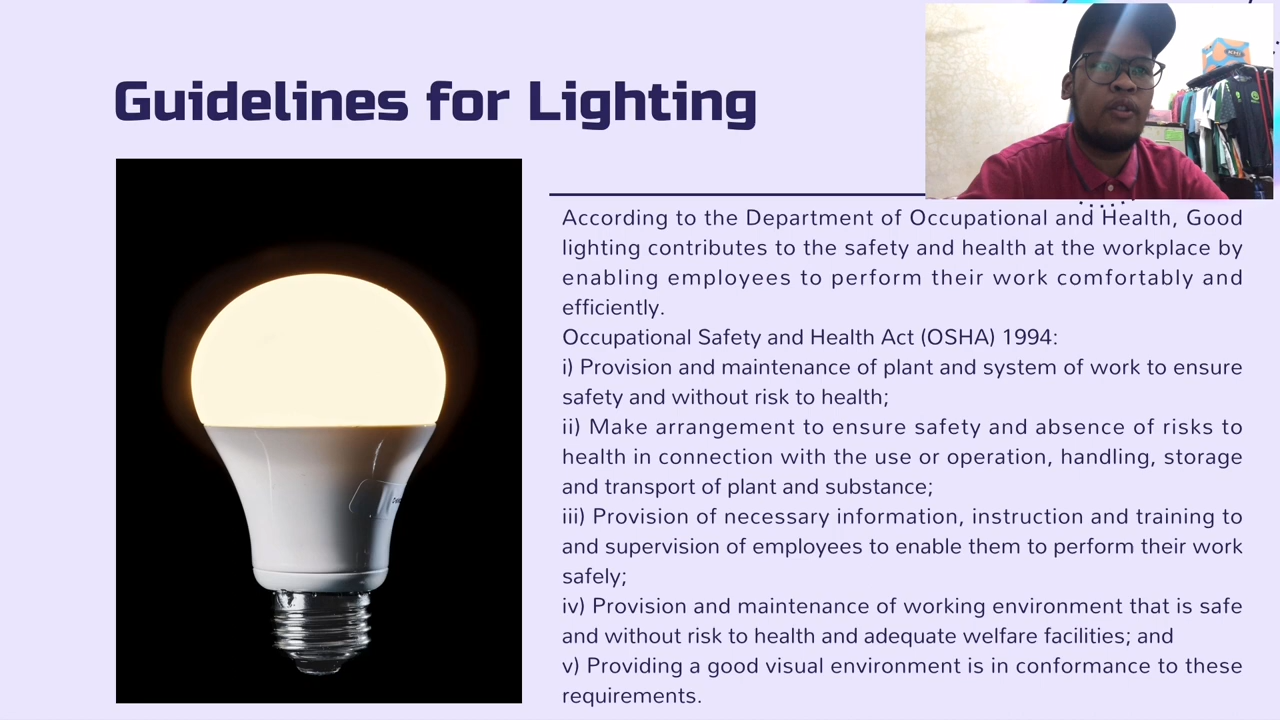 Guidelines for Lighting
According to the Department of Occupational and Health, Good
lighting contributes to the safety and health at the workplace by
enabling employees to perform their work comfortably and
efficiently.
Occupational Safety and Health Act (OSHA) 1994:
i) Provision and maintenance of plant and system of work to ensure
safety and without risk to health;
ii) Make arrangement to ensure safety and absence of risks to
health in connection with the use or operation, handling, storage
and transport of plant and substance;
iii) Provision of necessary information, instruction and training to
and supervision of employees to enable them to perform their work
safely;
iv) Provision and maintenance of working environment that is safe
and without risk to health and adequate welfare facilities; and
v) Providing a good visual environment is in conformance to these
requirements.